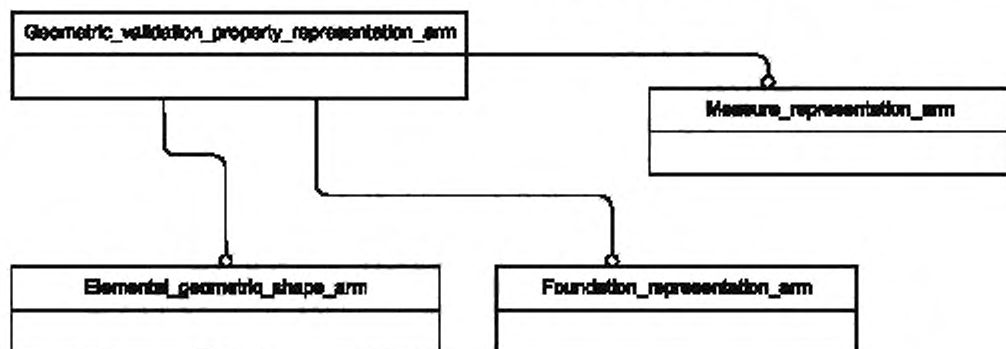 Geometric_validation_property_representation_arm
Measure_representation_arm
Elemental_geometric_shape_arm
Foundation_representation_arm